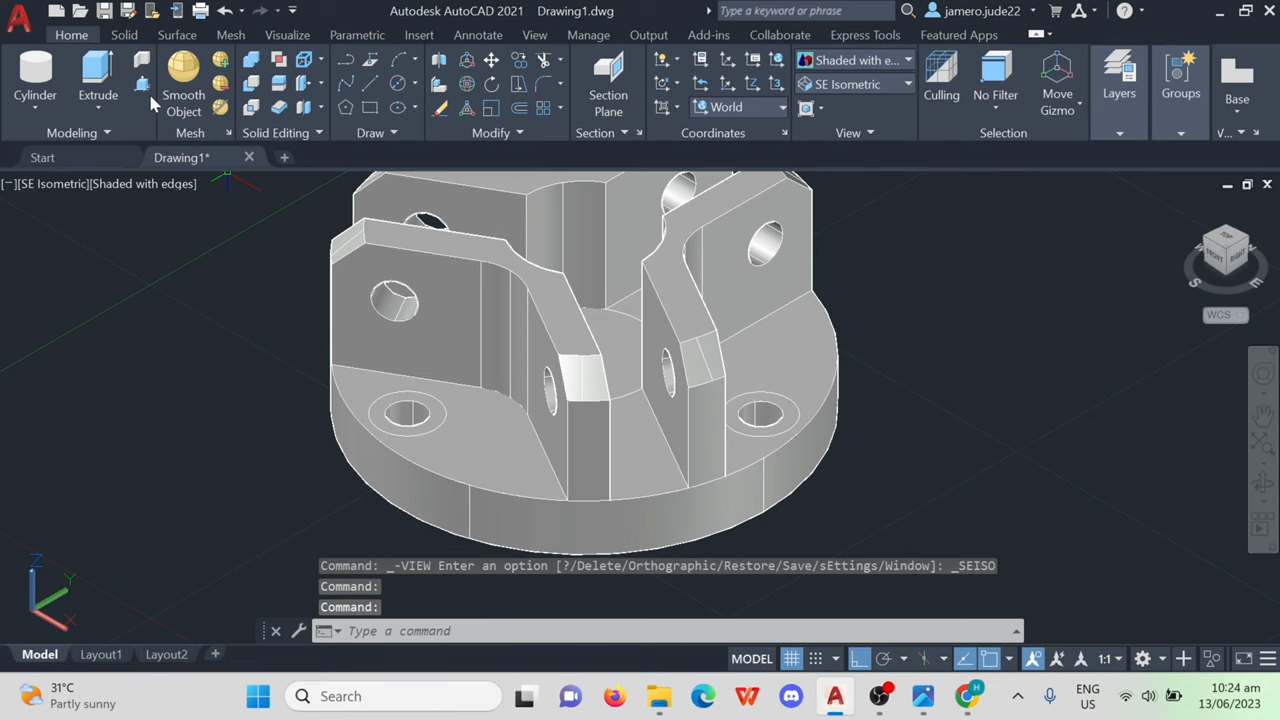 Autodesk AutoCAD 2021 Drawing1.dwg
Type a keyword or phrase
jamero.jude22
Home Solid Surface Mesh Visualize Parametric Insert Annotate View Manage Output Add-ins Collaborate Express Tools Featured Apps
Cylinder
Extrude
Smooth
Object
Section
Plane
World
Shaded with e...
SE Isometric
Culling
No Filter
Move
Gizmo
Layers
Groups
Base
Modeling
Mesh
Solid Editing
Draw
Modify
Section
Coordinates
View
Selection
V...
Start
Drawing1*
[−][SE Isometric][Shaded with edges]
TOP
FRONT
RIGHT
S
E
WCS
Z
Y
X
Command: _-VIEW Enter an option [?/Delete/Orthographic/Restore/Save/sEttings/Window]: _SEISO
Command:
Command:
Type a command
Model Layout1 Layout2
MODEL
1:1
31°C
Partly sunny
Search
ENG
US
10:24 am
13/06/2023